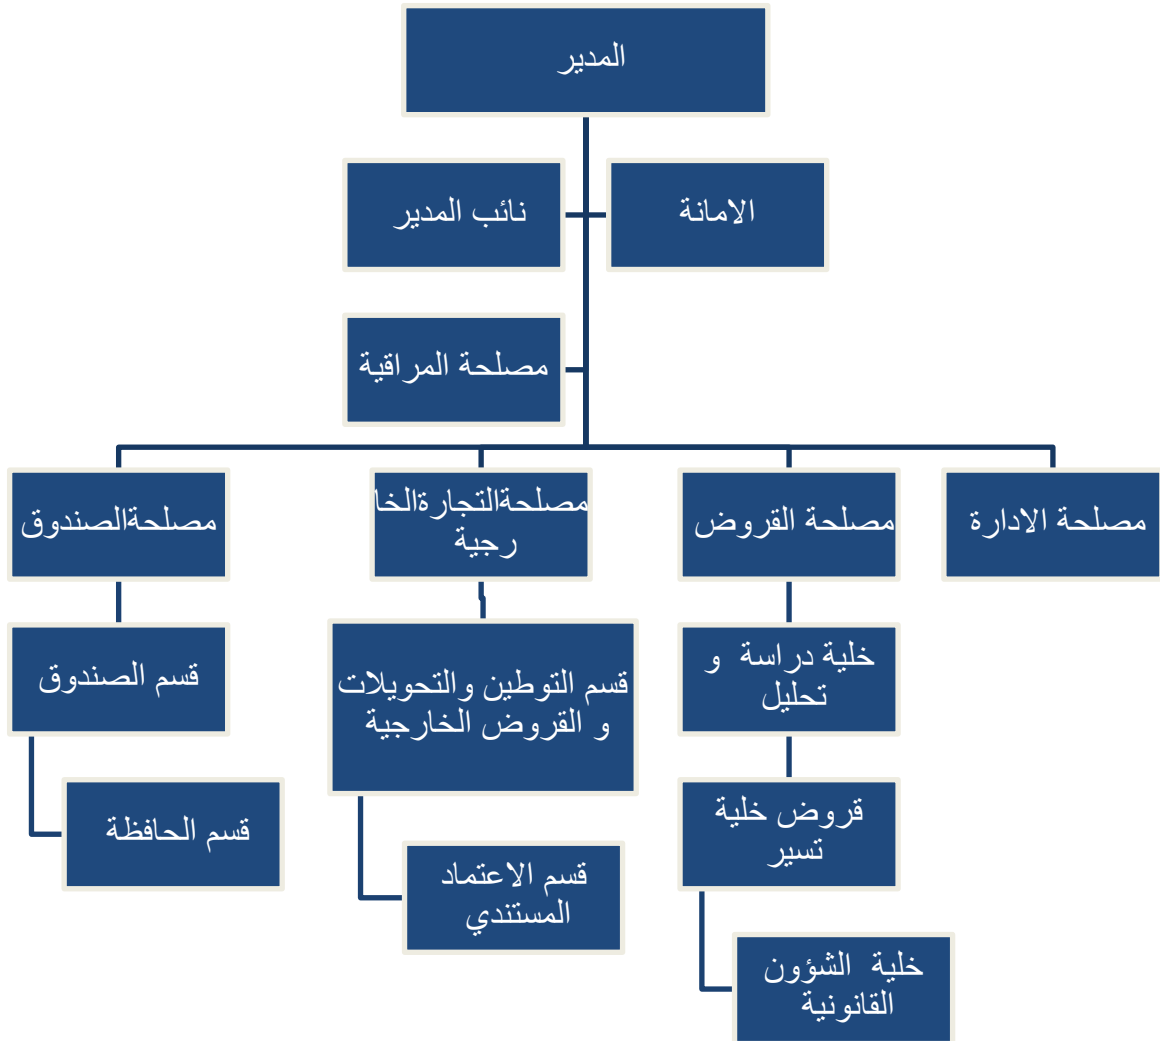 المدير
الامانة
نائب المدير
مصلحة المراقية
مصلحة الادارة
مصلحة القروض
مصلحةالتجارةالخا
رجية
مصلحةالصندوق
خلية دراسة و
تحليل
قسم التوطين والتحويلات
و القروض الخارجية
قسم الصندوق
قروض خلية
تسير
قسم الحافظة
قسم الاعتماد
المستندي
خلية الشؤون
القانونية